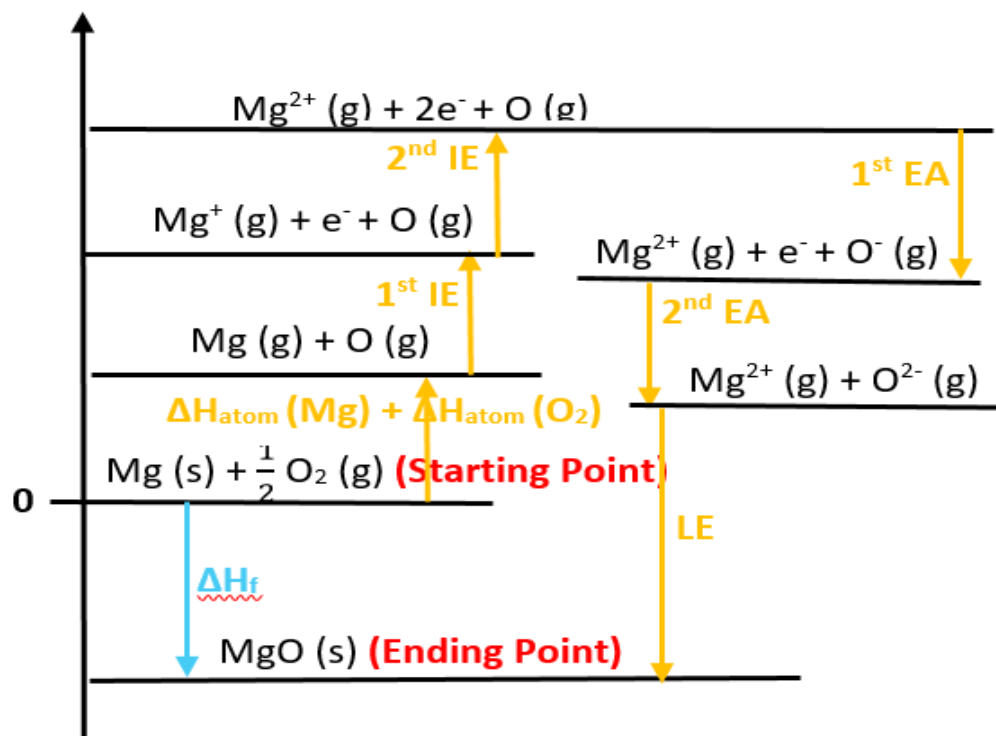 Mg²⁺ (g) + 2e⁻ + O (g)
2ⁿᵈ IE
1ˢᵗ EA
Mg⁺ (g) + e⁻ + O (g)
Mg²⁺ (g) + e⁻ + O⁻ (g)
1ˢᵗ IE
2ⁿᵈ EA
Mg (g) + O (g)
Mg²⁺ (g) + O²⁻ (g)
ΔHatom (Mg) + ΔHatom (O₂)
Mg (s) + 1/2 O₂ (g) (Starting Point)
0
LE
ΔHf
MgO (s) (Ending Point)